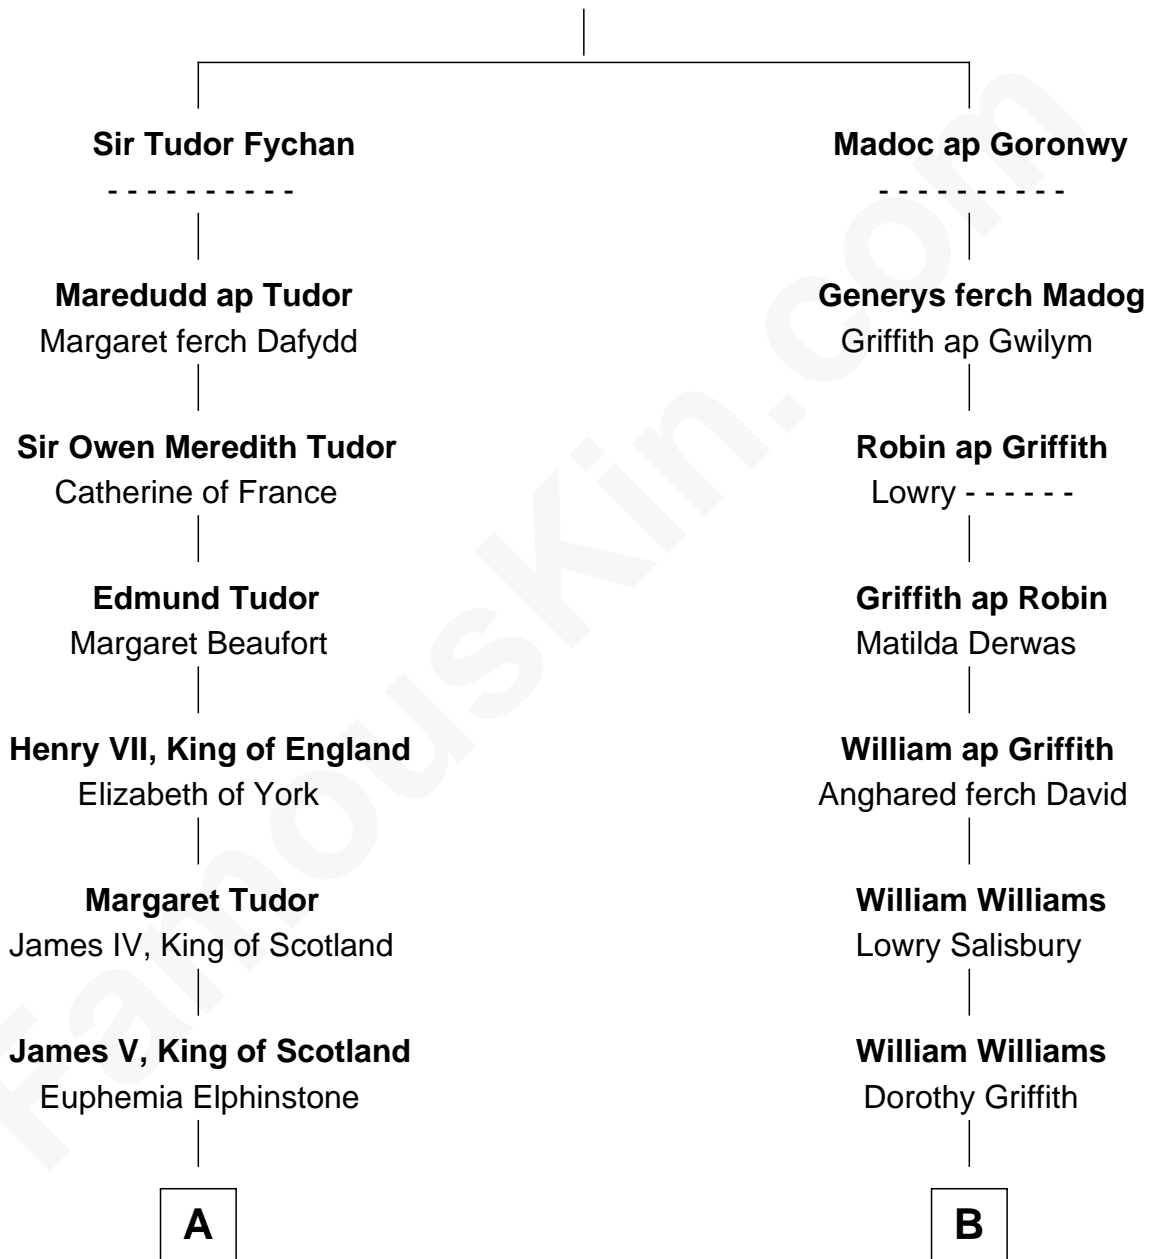 Sir Tudor Fychan
- - - - - - - - - -
Maredudd ap Tudor
Margaret ferch Dafydd
Sir Owen Meredith Tudor
Catherine of France
Edmund Tudor
Margaret Beaufort
Henry VII, King of England
Elizabeth of York
Margaret Tudor
James IV, King of Scotland
James V, King of Scotland
Euphemia Elphinstone
A
Madoc ap Goronwy
- - - - - - - - - -
Generys ferch Madog
Griffith ap Gwilym
Robin ap Griffith
Lowry - - - - - -
Griffith ap Robin
Matilda Derwas
William ap Griffith
Anghared ferch David
William Williams
Lowry Salisbury
William Williams
Dorothy Griffith
B
FamousKin.com